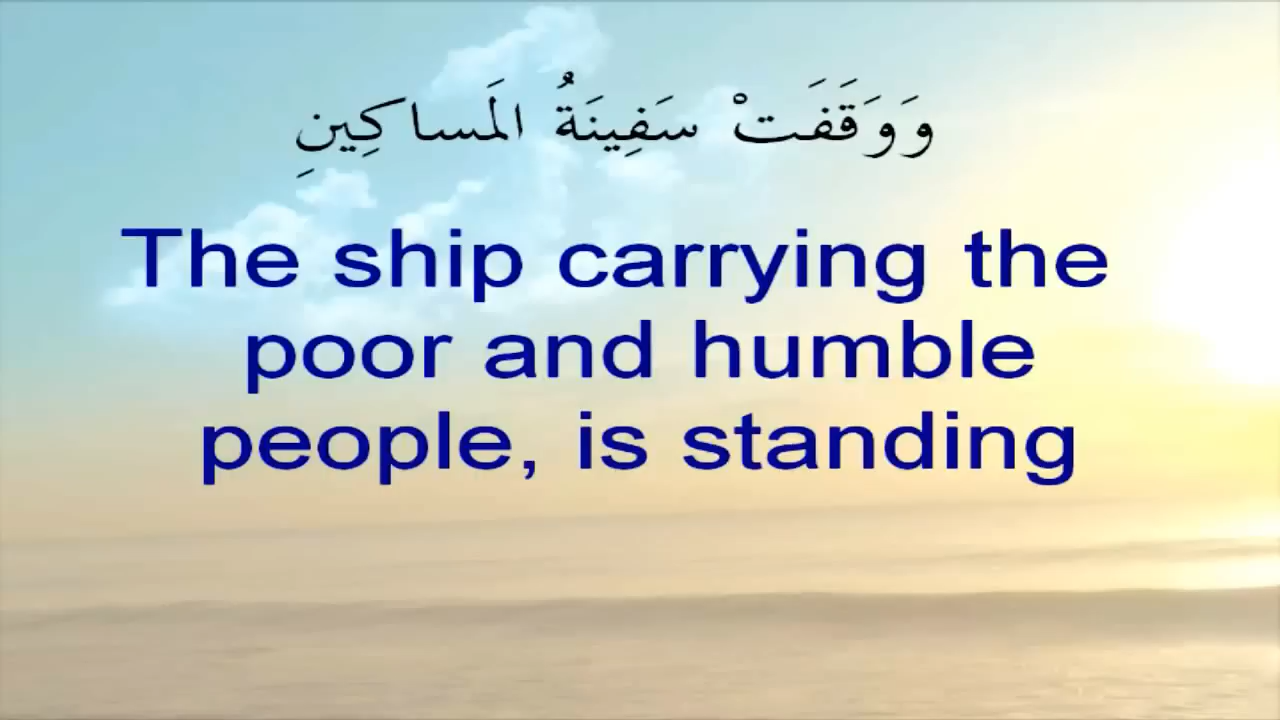 وَوَقَفَتْ سَفِينَةُ المَساكِينِ
The ship carrying the
poor and humble
people, is standing